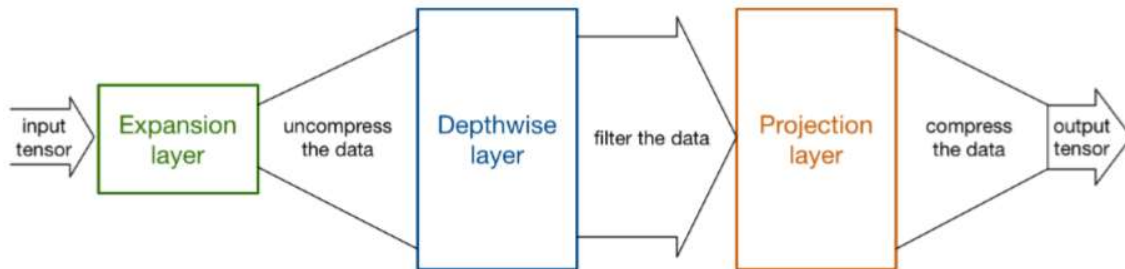 input
tensor
Expansion
layer
uncompress
the data
Depthwise
layer
filter the data
Projection
layer
compress
the data
output
tensor